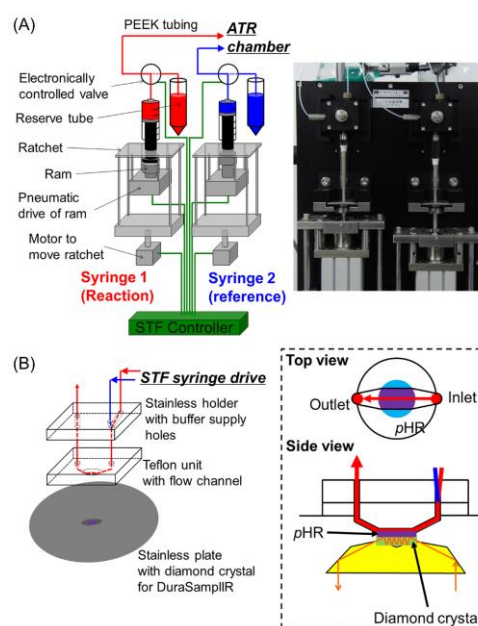 (A)
PEEK tubing
ATR
chamber
Electronically
controlled valve
Reserve tube
Ratchet
Ram
Pneumatic
drive of ram
Motor to
move ratchet
Syringe 1
(Reaction)
Syringe 2
(reference)
STF Controller
(B)
STF syringe drive
Stainless holder
with buffer supply
holes
Teflon unit
with flow channel
Stainless plate
with diamond crystal
for DuraSamplIR
Top view
Outlet
Inlet
pHR
Side view
pHR
Diamond crystal